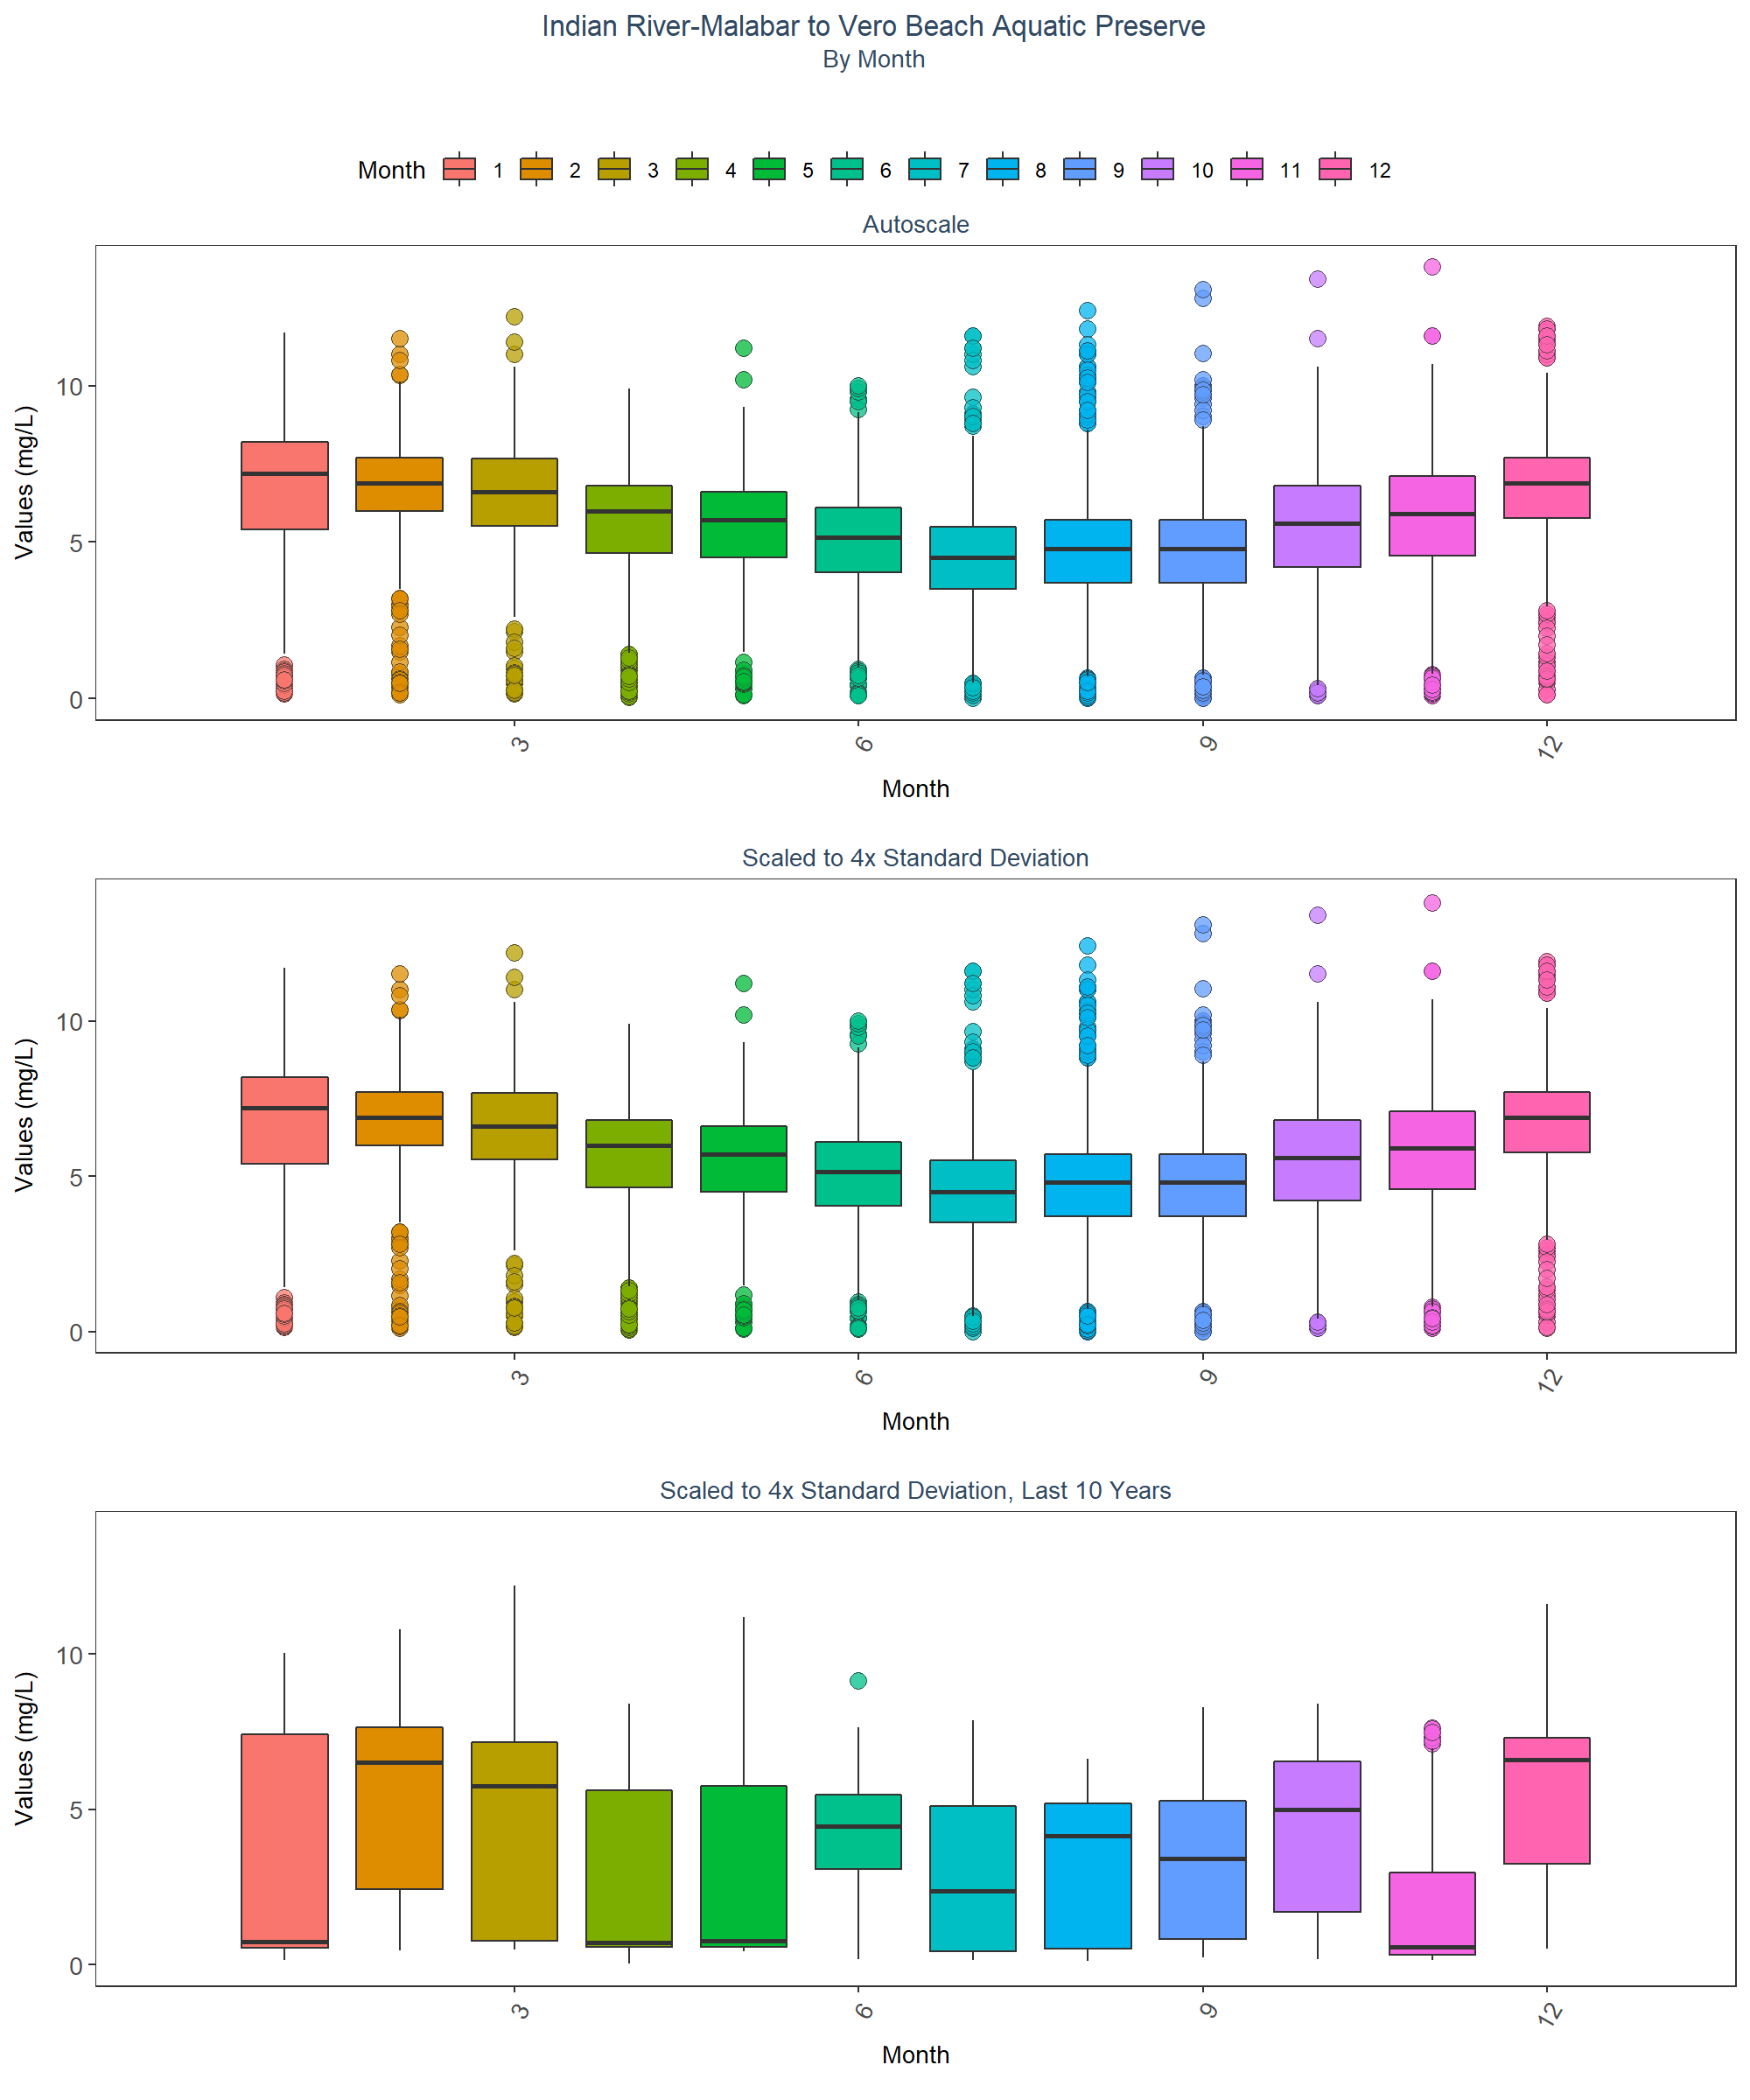 Indian River-Malabar to Vero Beach Aquatic Preserve
By Month
Month 1 2 3 4 5 6 7 8 9 10 11 12
Autoscale
Values (mg/L)
10
5
0
3 6 9 12
Month
Scaled to 4x Standard Deviation
Values (mg/L)
10
5
0
3 6 9 12
Month
Scaled to 4x Standard Deviation, Last 10 Years
Values (mg/L)
10
5
0
3 6 9 12
Month